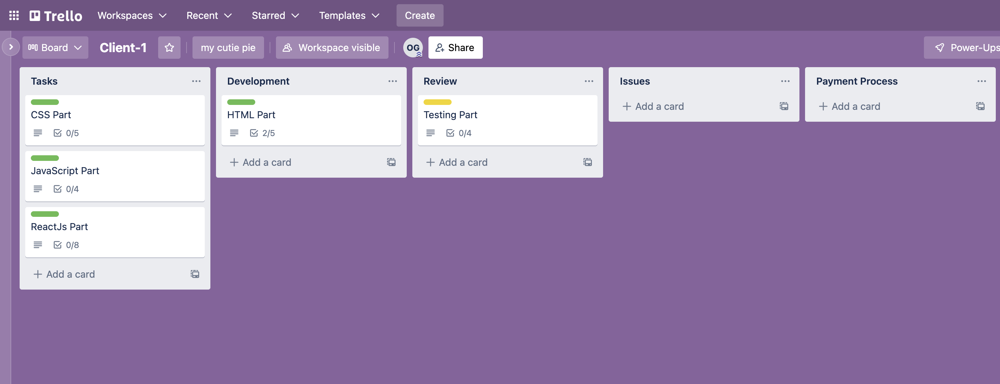 Trello Workspaces Recent Starred Templates Create
Board Client-1 my cutie pie Workspace visible OG Share Power-Ups
Tasks
CSS Part
0/5
JavaScript Part
0/4
ReactJs Part
0/8
Add a card
Development
HTML Part
2/5
Add a card
Review
Testing Part
0/4
Add a card
Issues
Add a card
Payment Process
Add a card